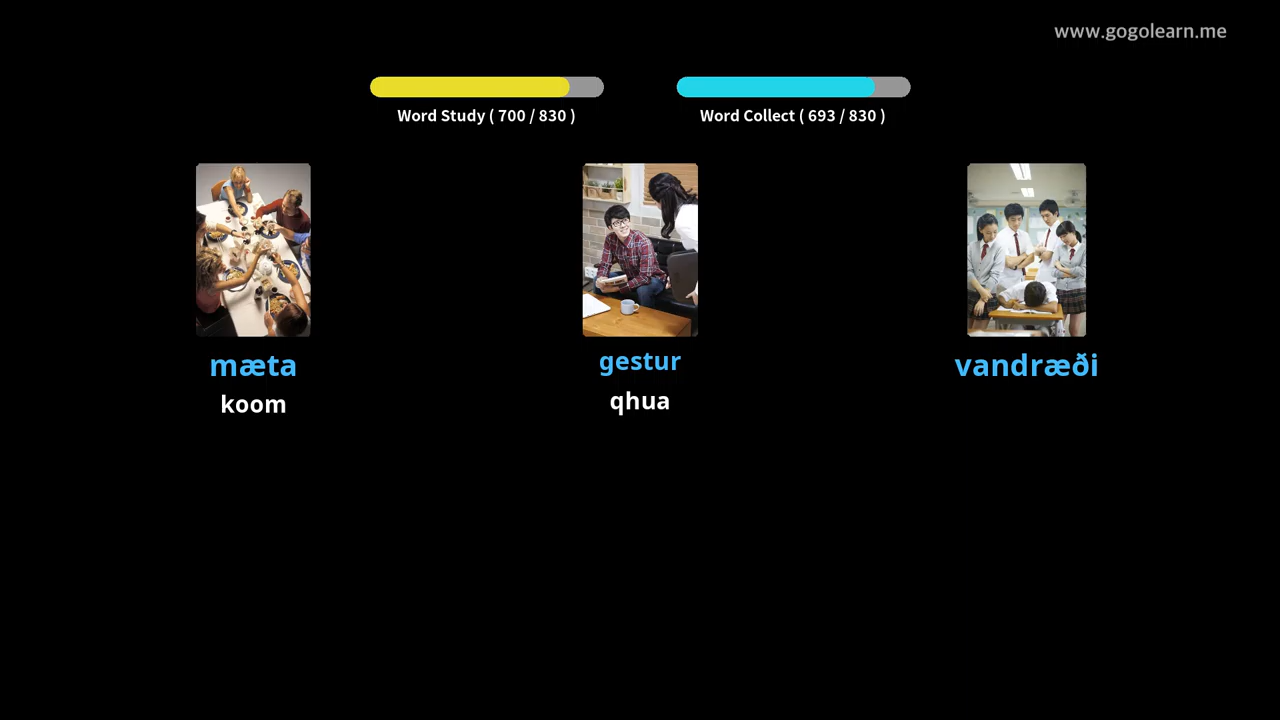 www.gogolearn.me
Word Study ( 700 / 830 )
Word Collect ( 693 / 830 )
mæta
koom
gestur
qhua
vandræði